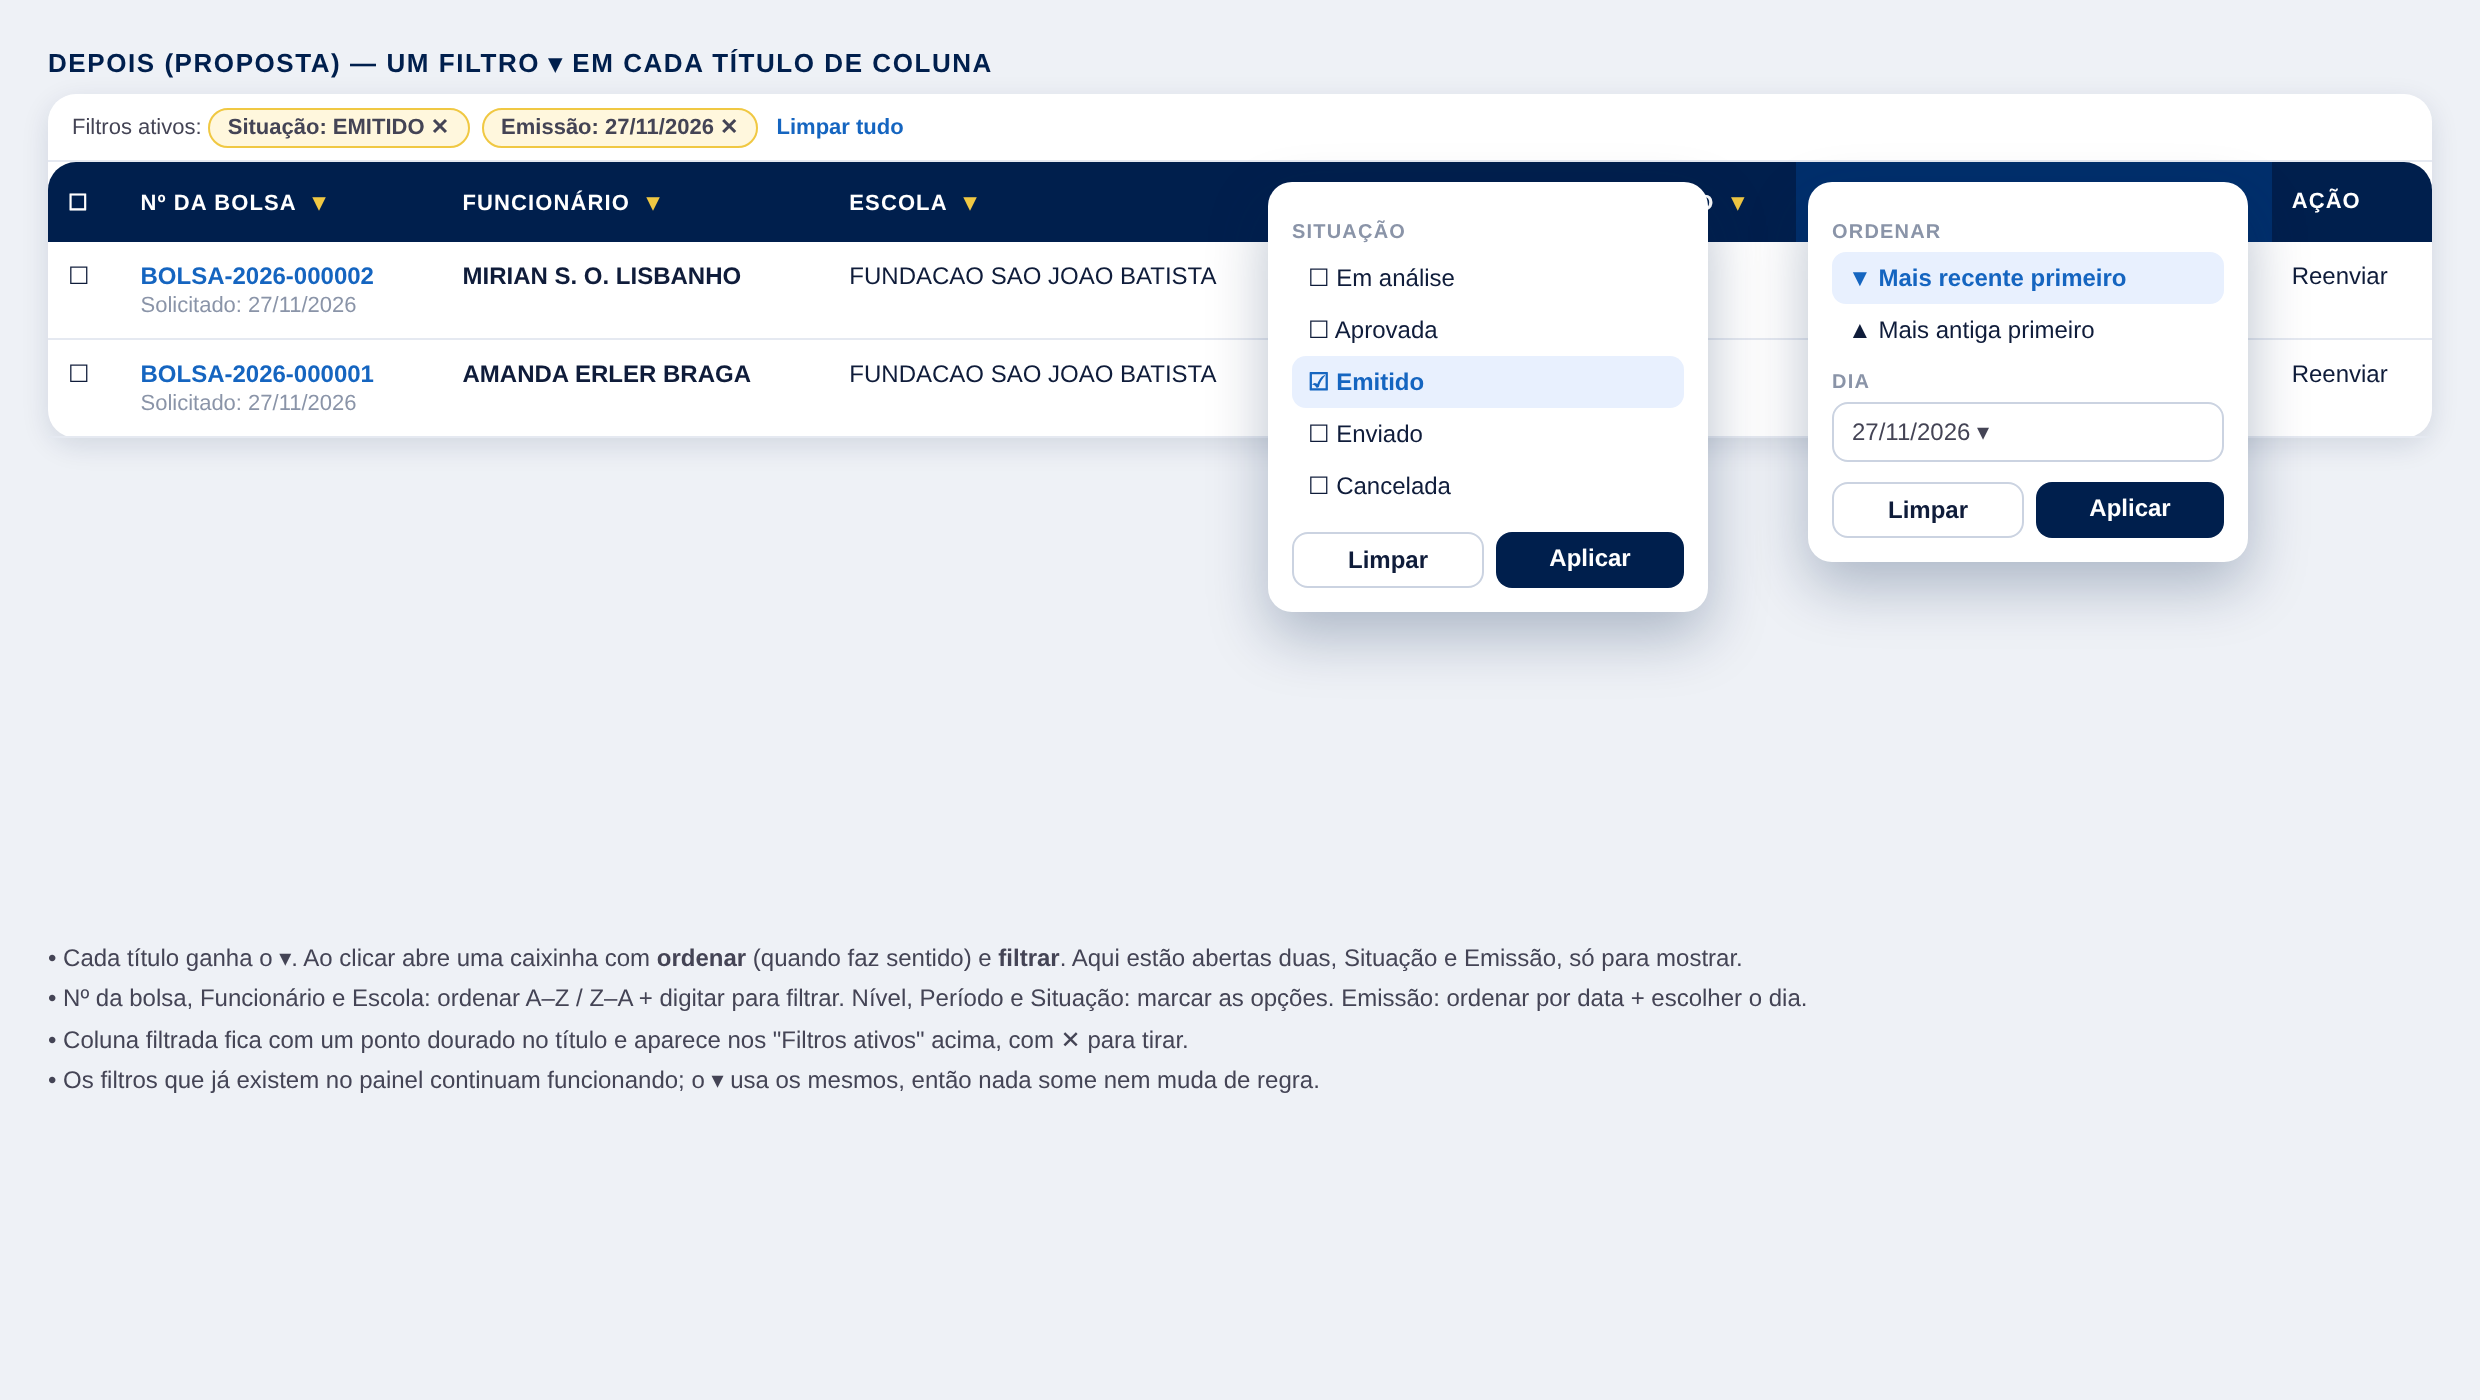 DEPOIS (PROPOSTA) — UM FILTRO ▾ EM CADA TÍTULO DE COLUNA
Filtros ativos: Situação: EMITIDO ✕ Emissão: 27/11/2026 ✕ Limpar tudo
☐ Nº DA BOLSA ▼ FUNCIONÁRIO ▼ ESCOLA ▼ ▼ AÇÃO
☐ BOLSA-2026-000002 MIRIAN S. O. LISBANHO FUNDACAO SAO JOAO BATISTA Reenviar
Solicitado: 27/11/2026
☐ BOLSA-2026-000001 AMANDA ERLER BRAGA FUNDACAO SAO JOAO BATISTA Reenviar
Solicitado: 27/11/2026
SITUAÇÃO
☐ Em análise
☐ Aprovada
☑ Emitido
☐ Enviado
☐ Cancelada
Limpar Aplicar
ORDENAR
▼ Mais recente primeiro
▲ Mais antiga primeiro
DIA
27/11/2026 ▾
Limpar Aplicar
• Cada título ganha o ▾. Ao clicar abre uma caixinha com ordenar (quando faz sentido) e filtrar. Aqui estão abertas duas, Situação e Emissão, só para mostrar.
• Nº da bolsa, Funcionário e Escola: ordenar A–Z / Z–A + digitar para filtrar. Nível, Período e Situação: marcar as opções. Emissão: ordenar por data + escolher o dia.
• Coluna filtrada fica com um ponto dourado no título e aparece nos "Filtros ativos" acima, com ✕ para tirar.
• Os filtros que já existem no painel continuam funcionando; o ▾ usa os mesmos, então nada some nem muda de regra.